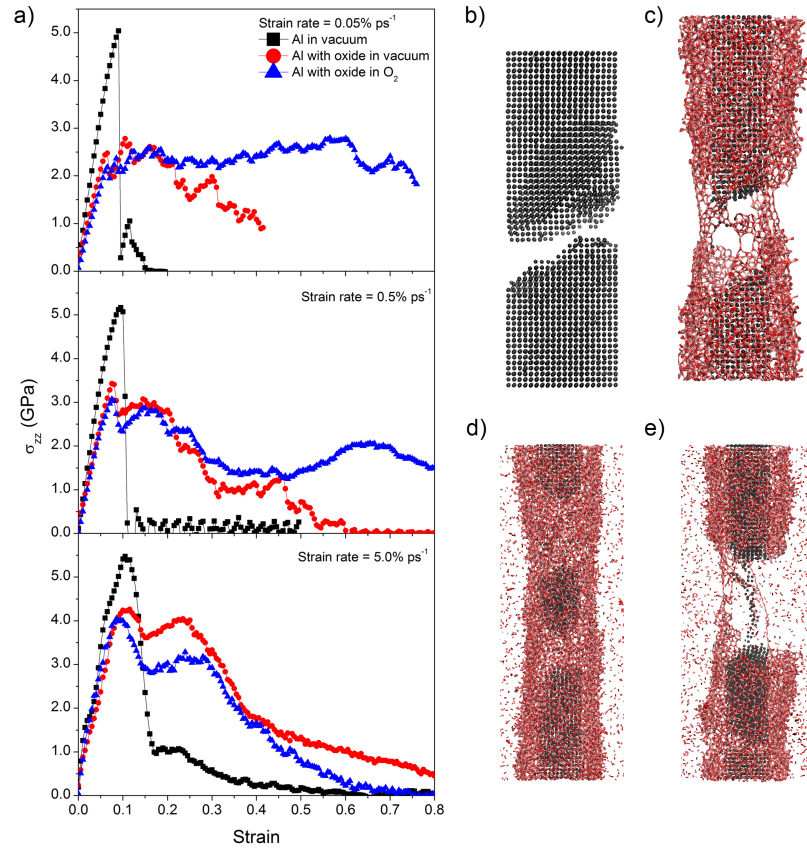 a)
Strain rate = 0.05% ps⁻¹
Al in vacuum
Al with oxide in vacuum
Al with oxide in O₂
5.0
4.0
3.0
2.0
1.0
0.0
Strain rate = 0.5% ps⁻¹
5.0
4.0
3.0
2.0
1.0
0.0
σzz (GPa)
Strain rate = 5.0% ps⁻¹
5.0
4.0
3.0
2.0
1.0
0.0
0.0 0.1 0.2 0.3 0.4 0.5 0.6 0.7 0.8
Strain
b)
c)
d)
e)